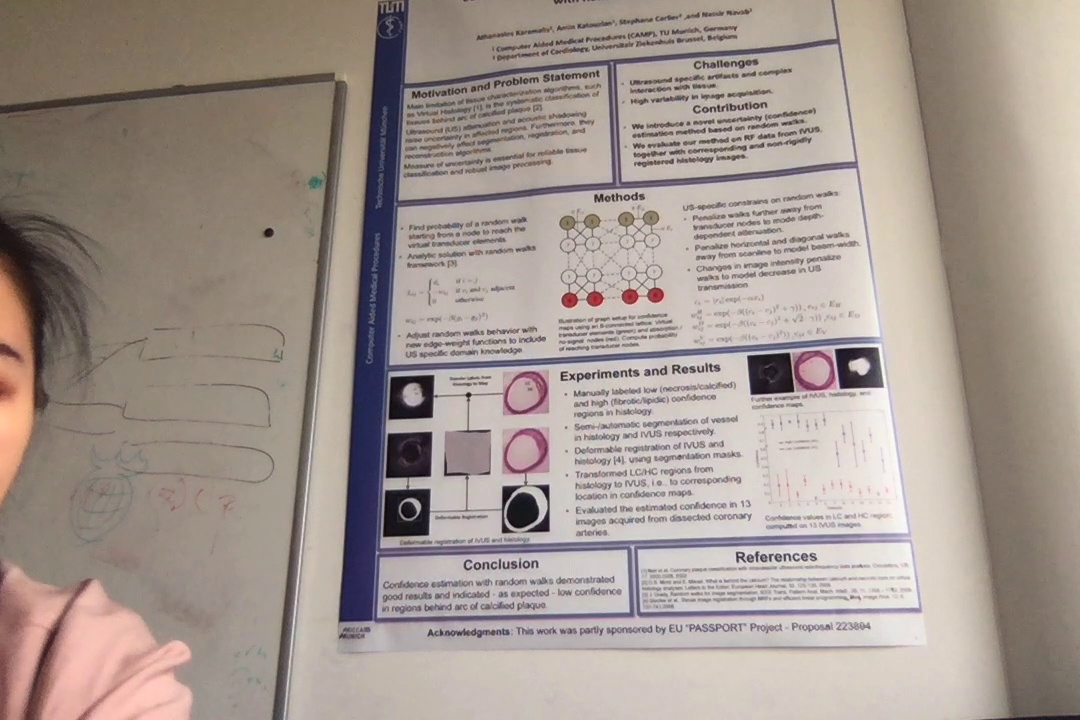 TUM
Athanasios Karamalis¹, Amin Katouzian¹, Stephane Carlier², and Nassir Navab¹
¹ Computer Aided Medical Procedures (CAMP), TU Munich, Germany
² Department of Cardiology, Universitair Ziekenhuis Brussel, Belgium
Technische Universität München
Computer Aided Medical Procedures
Motivation and Problem Statement
Main limitation of tissue characterization algorithms, such
as Virtual Histology [1], is the systematic classification of
tissues behind arc of calcified plaque [2].
Ultrasound (US) attenuation and acoustic shadowing
raise uncertainty in affected regions. Furthermore, they
can negatively affect segmentation, registration, and
reconstruction algorithms.
Measure of uncertainty is essential for reliable tissue
classification and robust image processing.
Challenges
Ultrasound specific artifacts and complex
interaction with tissue.
High variability in image acquisition.
Contribution
We introduce a novel uncertainty (confidence)
estimation method based on random walks.
We evaluate our method on RF data from IVUS,
together with corresponding and non-rigidly
registered histology images.
Methods
Find probability of a random walk
starting from a node to reach the
virtual transducer elements.
Analytic solution with random walks
framework [3]
Adjust random walks behavior with
new edge-weight functions to include
US specific domain knowledge.
Illustration of graph setup for confidence
maps using an 8-connected lattice. Virtual
transducer elements (green) and absorption /
no-signal nodes (red). Compute probability
of reaching transducer nodes.
US-specific constrains on random walks:
Penalize walks further away from
transducer nodes to model depth-
dependent attenuation.
Penalize horizontal and diagonal walks
away from scanline to model beam-width.
Changes in image intensity penalize
walks to model decrease in US
transmission
Transfer Labels from
Histology to Map
Deformable Registration
Deformable registration of IVUS and histology
Experiments and Results
Manually labeled low (necrosis/calcified)
and high (fibrotic/lipidic) confidence
regions in histology.
Semi-/automatic segmentation of vessel
in histology and IVUS respectively.
Deformable registration of IVUS and
histology [4], using segmentation masks.
Transformed LC/HC regions from
histology to IVUS, i.e., to corresponding
location in confidence maps.
Evaluated the estimated confidence in 13
images acquired from dissected coronary
arteries.
Further example of IVUS, histology, and
confidence maps.
Confidence values in LC and HC region
computed on 13 IVUS images.
Conclusion
Confidence estimation with random walks demonstrated
good results and indicated - as expected - low confidence
in regions behind arc of calcified plaque.
References
Acknowledgments: This work was partly sponsored by EU "PASSPORT" Project - Proposal 223894